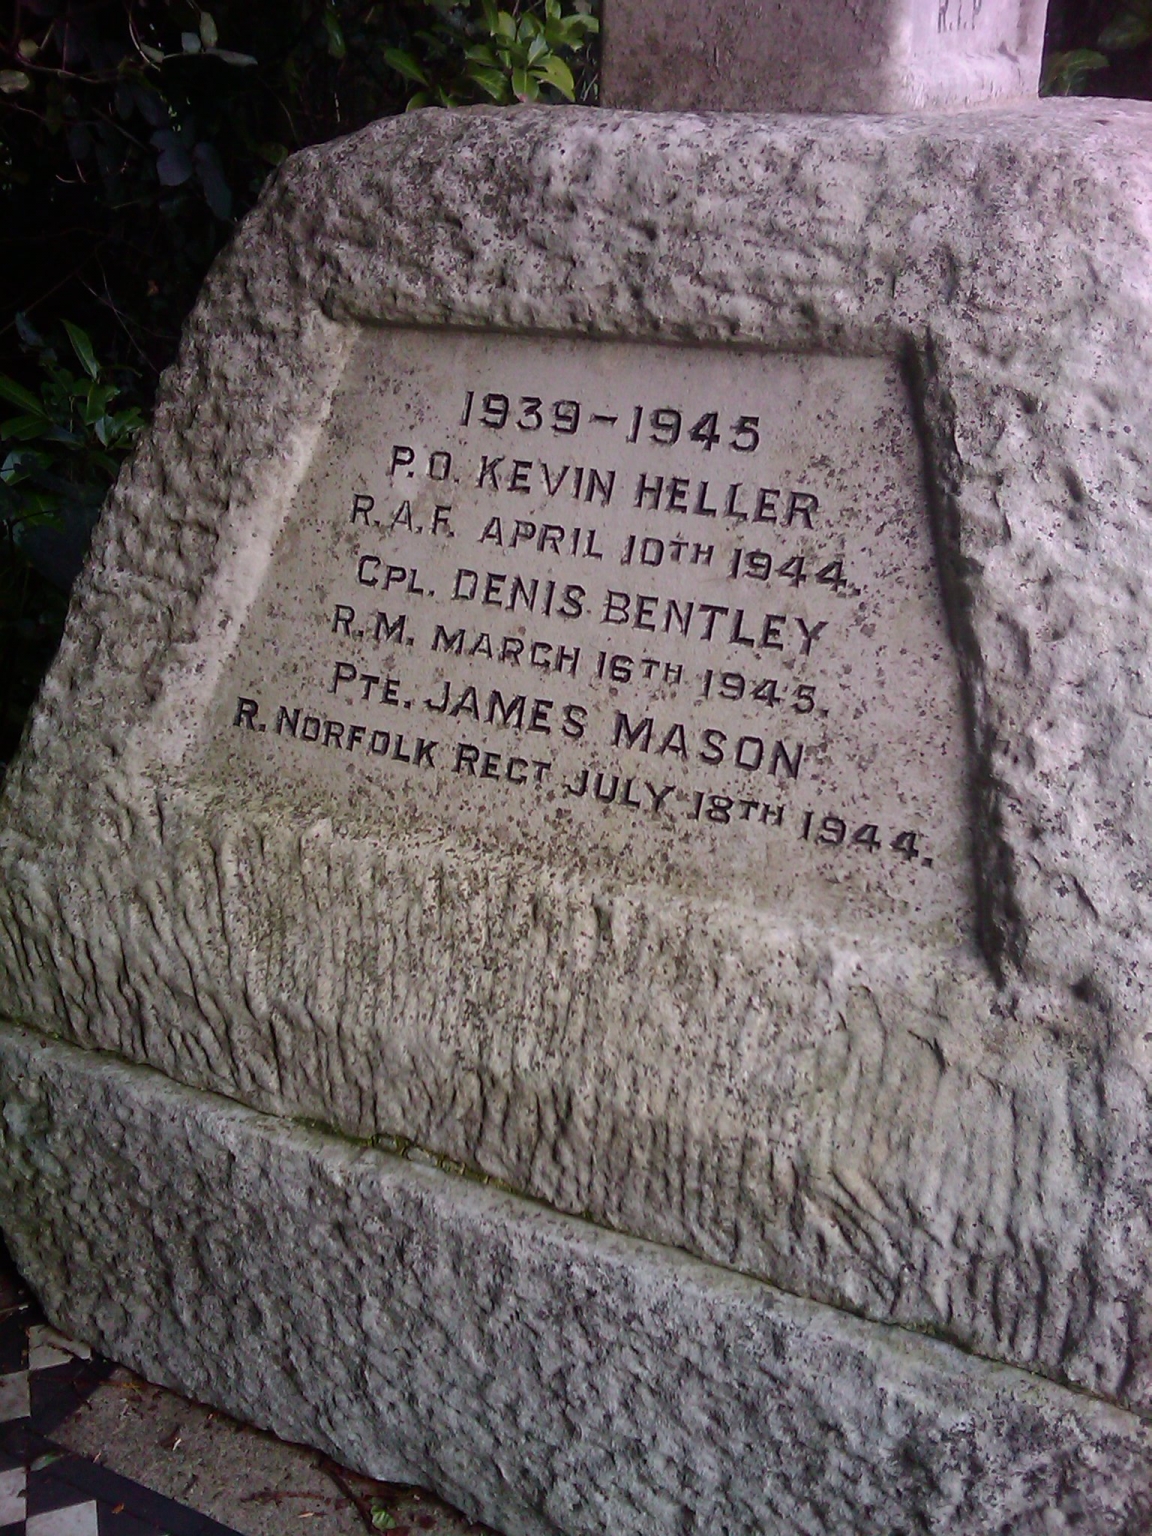 R.I.P
1939-1945
P.O. KEVIN HELLER
R.A.F. APRIL 10TH 1944.
CPL. DENIS BENTLEY
R.M. MARCH 16TH 1945.
PTE. JAMES MASON
R. NORFOLK REGT JULY 18TH 1944.